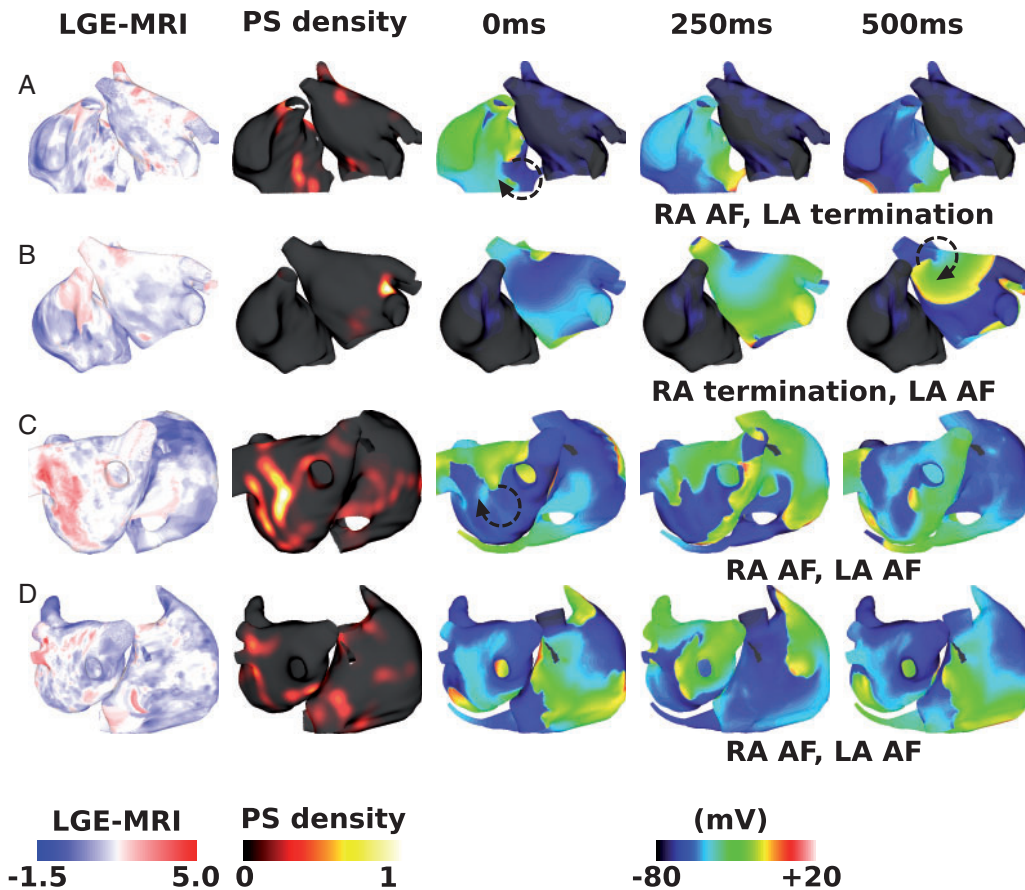 LGE-MRI PS density 0ms 250ms 500ms
A
RA AF, LA termination
B
RA termination, LA AF
C
RA AF, LA AF
D
RA AF, LA AF
LGE-MRI PS density (mV)
-1.5 5.0 0 1 -80 +20